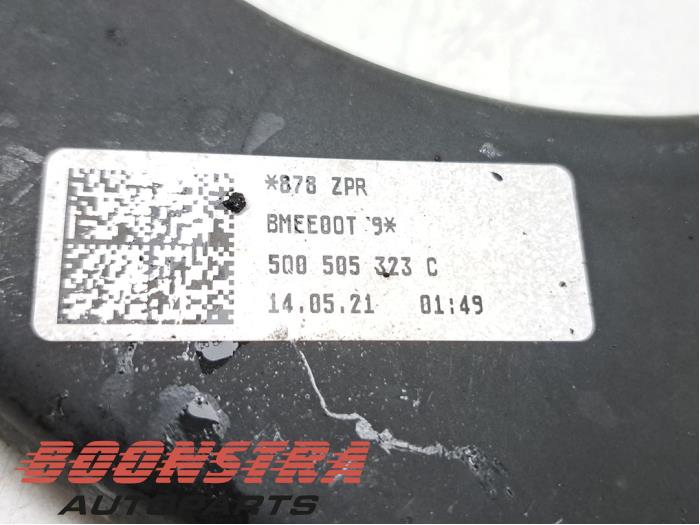 *878 ZPR
BMEE00T 9*
5Q0 505 323 C
14.05.21 01:49
BOONSTRA
AUTOPARTS